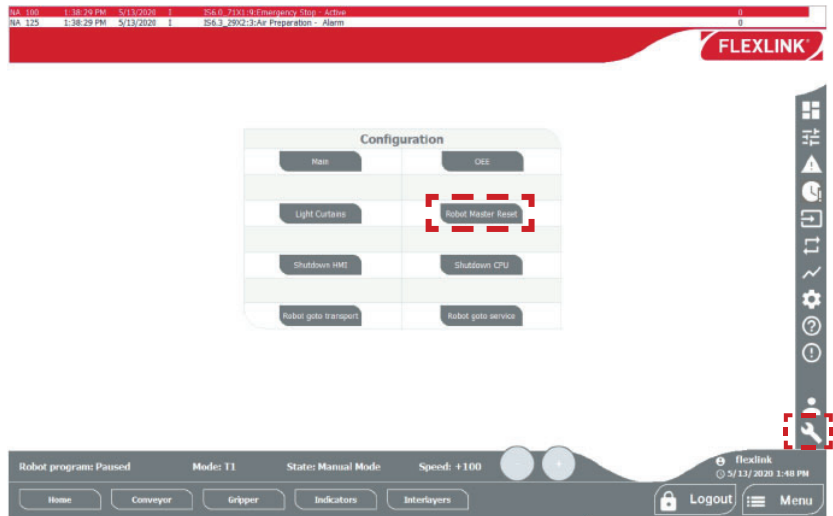 NA 100 1:38:29 PM 5/13/2020 I IS6.0_71X1:9:Emergency Stop - Active 0
NA 125 1:38:29 PM 5/13/2020 I IS6.3_29X2:3:Air Preparation - Alarm 0
FLEXLINK
Configuration
Main OEE
Light Curtains Robot Master Reset
Shutdown HMI Shutdown CPU
Robot goto transport Robot goto service
Robot program: Paused Mode: T1 State: Manual Mode Speed: +100 - + flexlink
5/13/2020 1:48 PM
Home Conveyor Gripper Indicators Interlayers Logout Menu